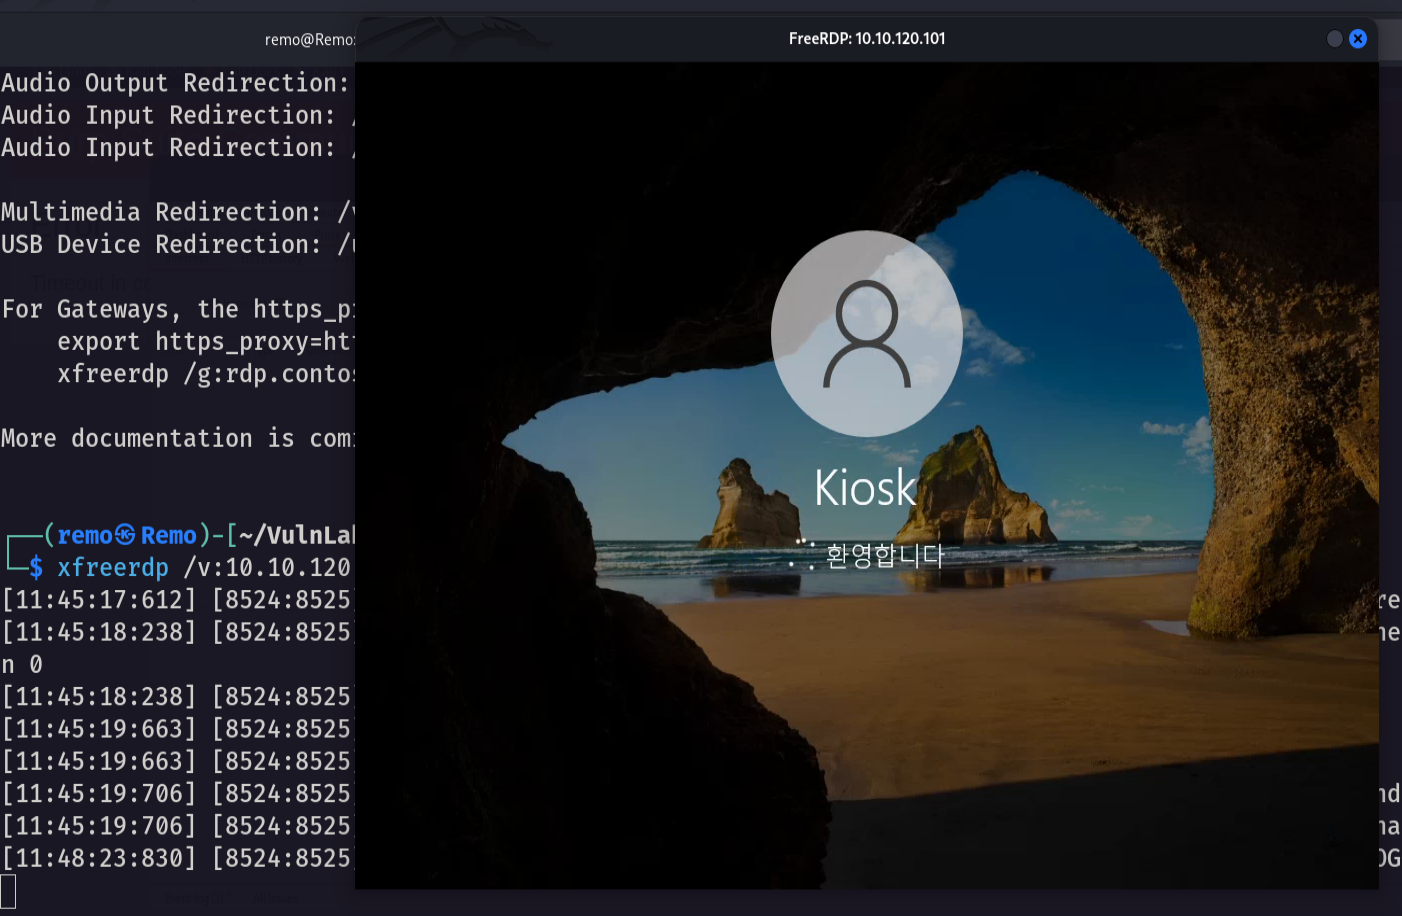 remo@Remo:
FreeRDP: 10.10.120.101
Audio Output Redirection:
Audio Input Redirection: /
Audio Input Redirection: /
Multimedia Redirection: /v
USB Device Redirection: /u
For Gateways, the https_p
export https_proxy=htt
xfreerdp /g:rdp.contos
More documentation is com
┌──(remo㉿Remo)-[~/VulnLab
└─$ xfreerdp /v:10.10.120
[11:45:17:612] [8524:8525] re
[11:45:18:238] [8524:8525] ne
n 0
[11:45:18:238] [8524:8525]
[11:45:19:663] [8524:8525]
[11:45:19:663] [8524:8525]
[11:45:19:706] [8524:8525] nd
[11:45:19:706] [8524:8525] na
[11:48:23:830] [8524:8525] OG
Kiosk
환영합니다